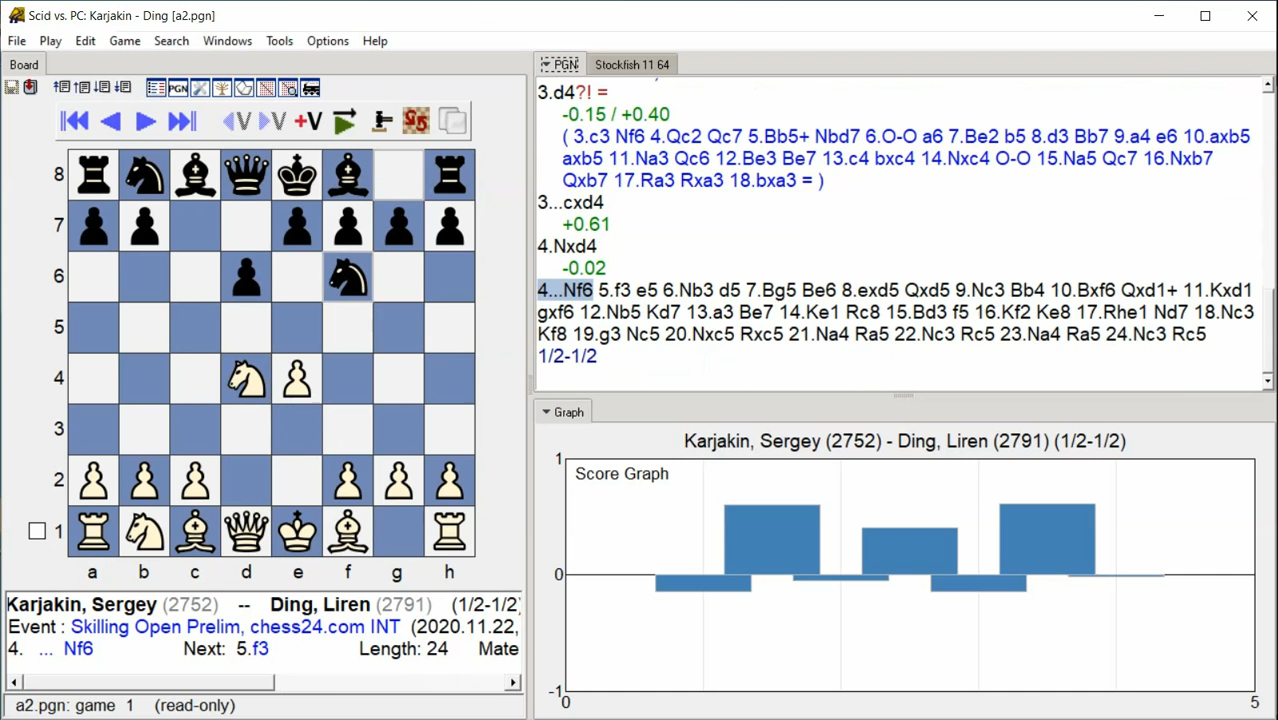 Scid vs. PC: Karjakin - Ding [a2.pgn]
File Play Edit Game Search Windows Tools Options Help
Board
PGN
+V
8
7
6
5
4
3
2
1
a b c d e f g h
Karjakin, Sergey (2752) -- Ding, Liren (2791) (1/2-1/2)
Event : Skilling Open Prelim, chess24.com INT (2020.11.22,
4. ... Nf6 Next: 5.f3 Length: 24 Mate
a2.pgn: game 1 (read-only)
PGN Stockfish 11 64
3.d4?! =
-0.15 / +0.40
( 3.c3 Nf6 4.Qc2 Qc7 5.Bb5+ Nbd7 6.O-O a6 7.Be2 b5 8.d3 Bb7 9.a4 e6 10.axb5
axb5 11.Na3 Qc6 12.Be3 Be7 13.c4 bxc4 14.Nxc4 O-O 15.Na5 Qc7 16.Nxb7
Qxb7 17.Ra3 Rxa3 18.bxa3 = )
3...cxd4
+0.61
4.Nxd4
-0.02
4...Nf6 5.f3 e5 6.Nb3 d5 7.Bg5 Be6 8.exd5 Qxd5 9.Nc3 Bb4 10.Bxf6 Qxd1+ 11.Kxd1
gxf6 12.Nb5 Kd7 13.a3 Be7 14.Ke1 Rc8 15.Bd3 f5 16.Kf2 Ke8 17.Rhe1 Nd7 18.Nc3
Kf8 19.g3 Nc5 20.Nxc5 Rxc5 21.Na4 Ra5 22.Nc3 Rc5 23.Na4 Ra5 24.Nc3 Rc5
1/2-1/2
Graph
Karjakin, Sergey (2752) - Ding, Liren (2791) (1/2-1/2)
Score Graph
1
0
-1
0 5